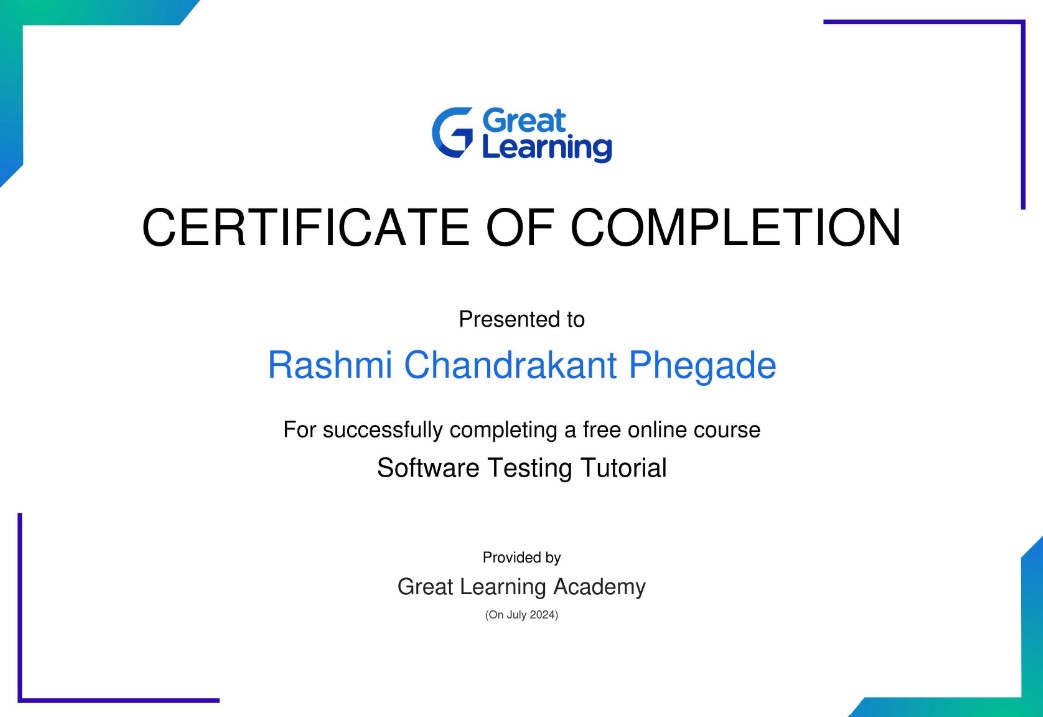 Great
Learning
CERTIFICATE OF COMPLETION
Presented to
Rashmi Chandrakant Phegade
For successfully completing a free online course
Software Testing Tutorial
Provided by
Great Learning Academy
(On July 2024)